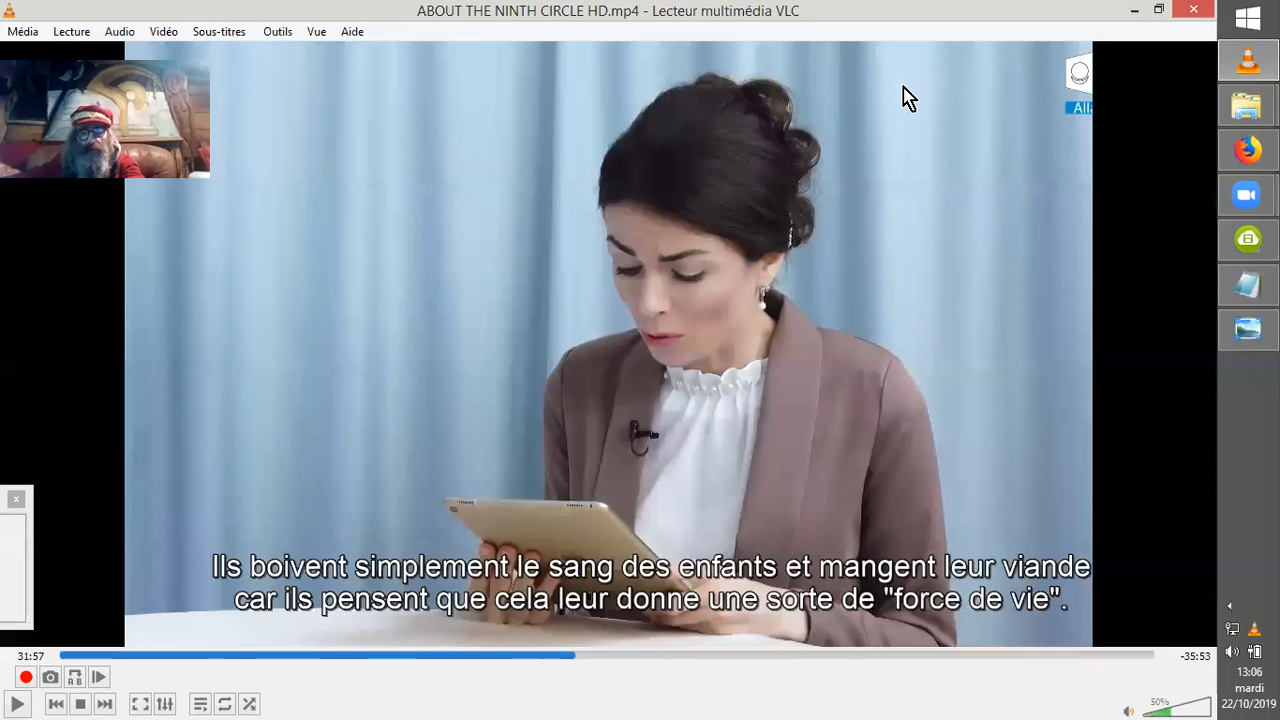 ABOUT THE NINTH CIRCLE HD.mp4 - Lecteur multimédia VLC
Média Lecture Audio Vidéo Sous-titres Outils Vue Aide
Alla
Ils boivent simplement le sang des enfants et mangent leur viande
car ils pensent que cela leur donne une sorte de "force de vie".
31:57
-35:53
50%
13:06
mardi
22/10/2019